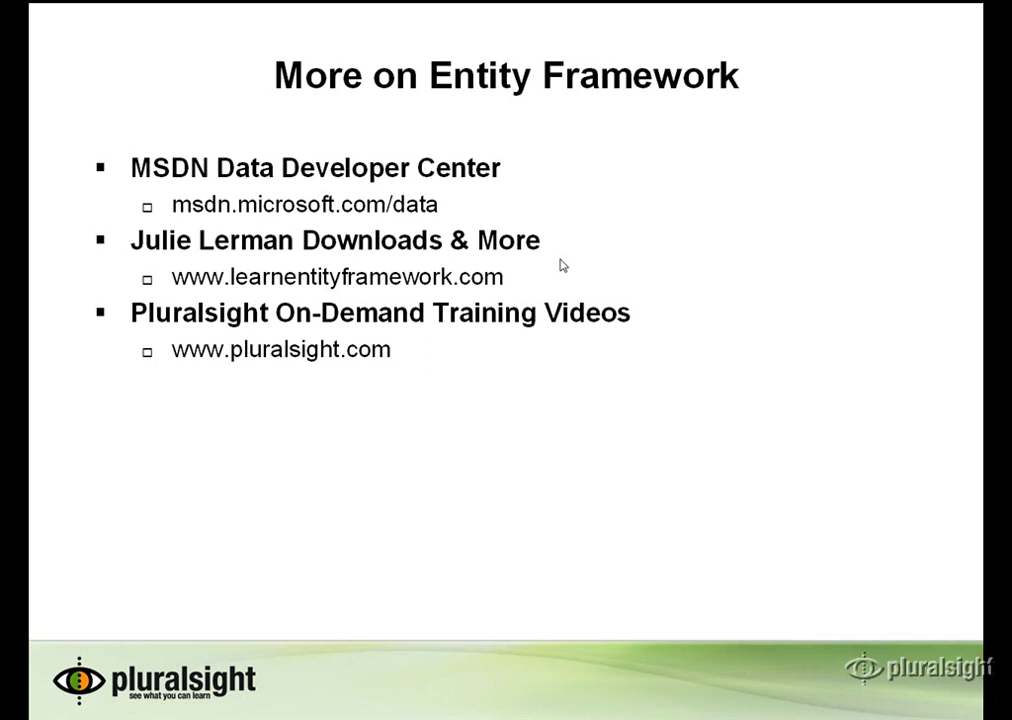 More on Entity Framework
MSDN Data Developer Center
msdn.microsoft.com/data
Julie Lerman Downloads & More
www.learnentityframework.com
Pluralsight On-Demand Training Videos
www.pluralsight.com
pluralsight
see what you can learn
pluralsight